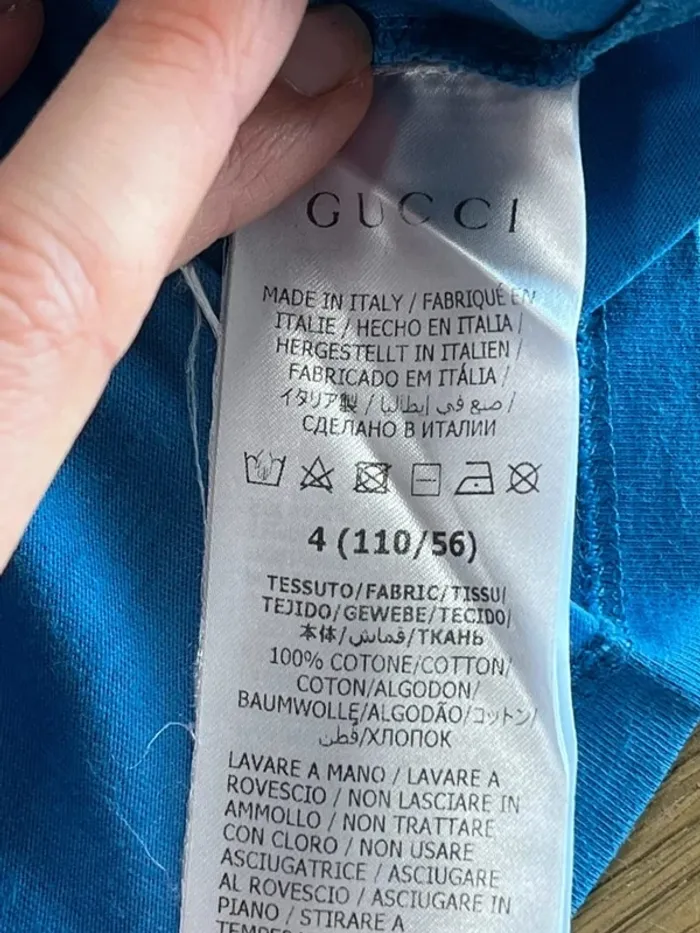 GUCCI
MADE IN ITALY / FABRIQUÉ EN
ITALIE / HECHO EN ITALIA /
HERGESTELLT IN ITALIEN /
FABRICADO EM ITÁLIA /
イタリア製 / صنع في إيطاليا /
СДЕЛАНО В ИТАЛИИ
4 (110/56)
TESSUTO/FABRIC/TISSU/
TEJIDO/GEWEBE/TECIDO/
本体/قماش/ТКАНЬ
100% COTONE/COTTON/
COTON/ALGODON/
BAUMWOLLE/ALGODÃO/コットン/
قطن/ХЛОПОК
LAVARE A MANO / LAVARE A
ROVESCIO / NON LASCIARE IN
AMMOLLO / NON TRATTARE
CON CLORO / NON USARE
ASCIUGATRICE / ASCIUGARE
AL ROVESCIO / ASCIUGARE IN
PIANO / STIRARE A